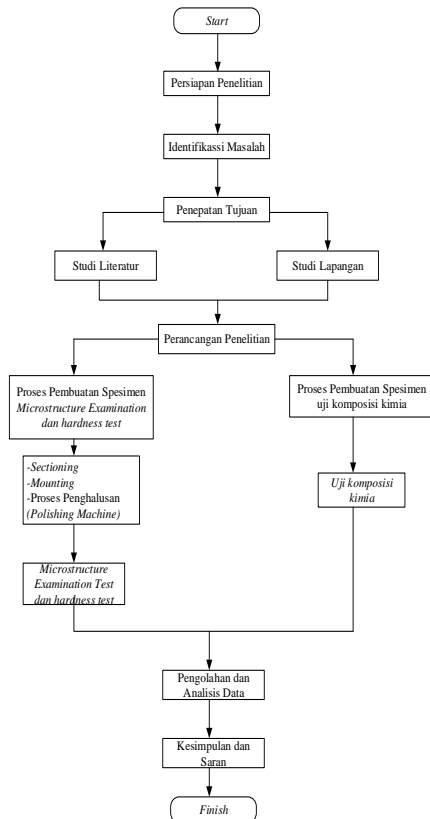 Start
Persiapan Penelitian
Identifikassi Masalah
Penepatan Tujuan
Studi Literatur
Studi Lapangan
Perancangan Penelitian
Proses Pembuatan Spesimen
Microstructure Examination
dan hardness test
Proses Pembuatan Spesimen
uji komposisi kimia
-Sectioning
-Mounting
-Proses Penghalusan
(Polishing Machine)
Uji komposisi
kimia
Microstructure
Examination Test
dan hardness test
Pengolahan dan
Analisis Data
Kesimpulan dan
Saran
Finish